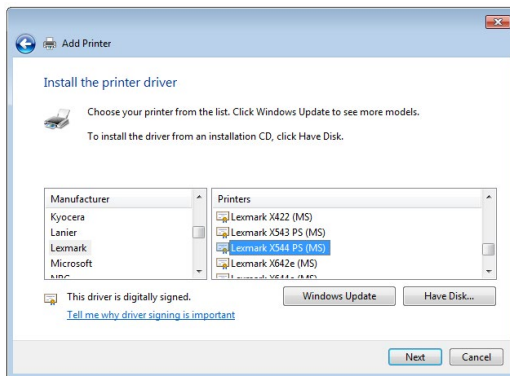 Add Printer
Install the printer driver
Choose your printer from the list. Click Windows Update to see more models.
To install the driver from an installation CD, click Have Disk.
Manufacturer
Kyocera
Lanier
Lexmark
Microsoft
Printers
Lexmark X422 (MS)
Lexmark X543 PS (MS)
Lexmark X544 PS (MS)
Lexmark X642e (MS)
This driver is digitally signed.
Tell me why driver signing is important
Windows Update
Have Disk...
Next
Cancel